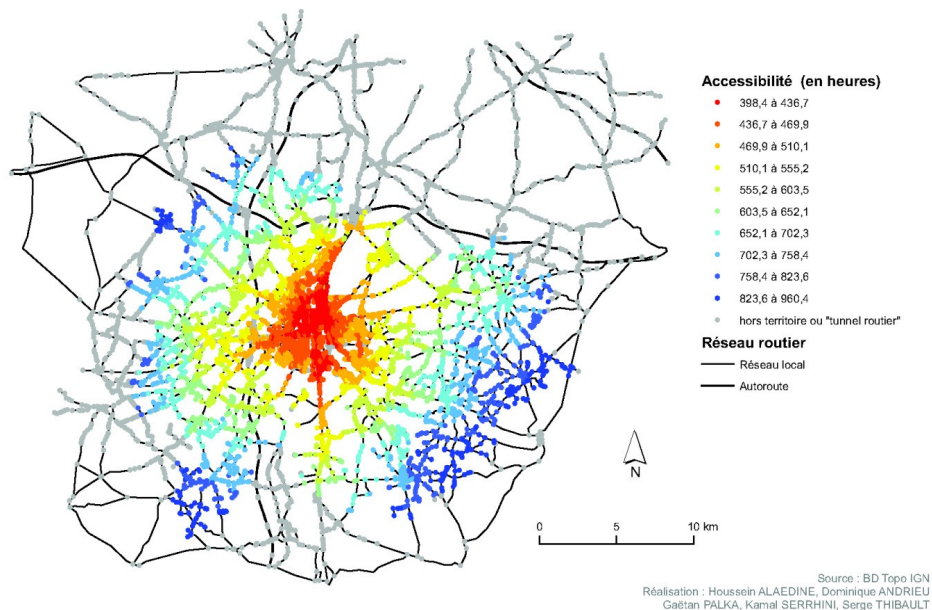 Accessibilité (en heures)
398,4 à 436,7
436,7 à 469,9
469,9 à 510,1
510,1 à 555,2
555,2 à 603,5
603,5 à 652,1
652,1 à 702,3
702,3 à 758,4
758,4 à 823,6
823,6 à 960,4
hors territoire ou "tunnel routier"
Réseau routier
Réseau local
Autoroute
N
0 5 10 km
Source : BD Topo IGN
Réalisation : Houssein ALAEDINE, Dominique ANDRIEU
Gaëtan PALKA, Kamal SERRHINI, Serge THIBAULT